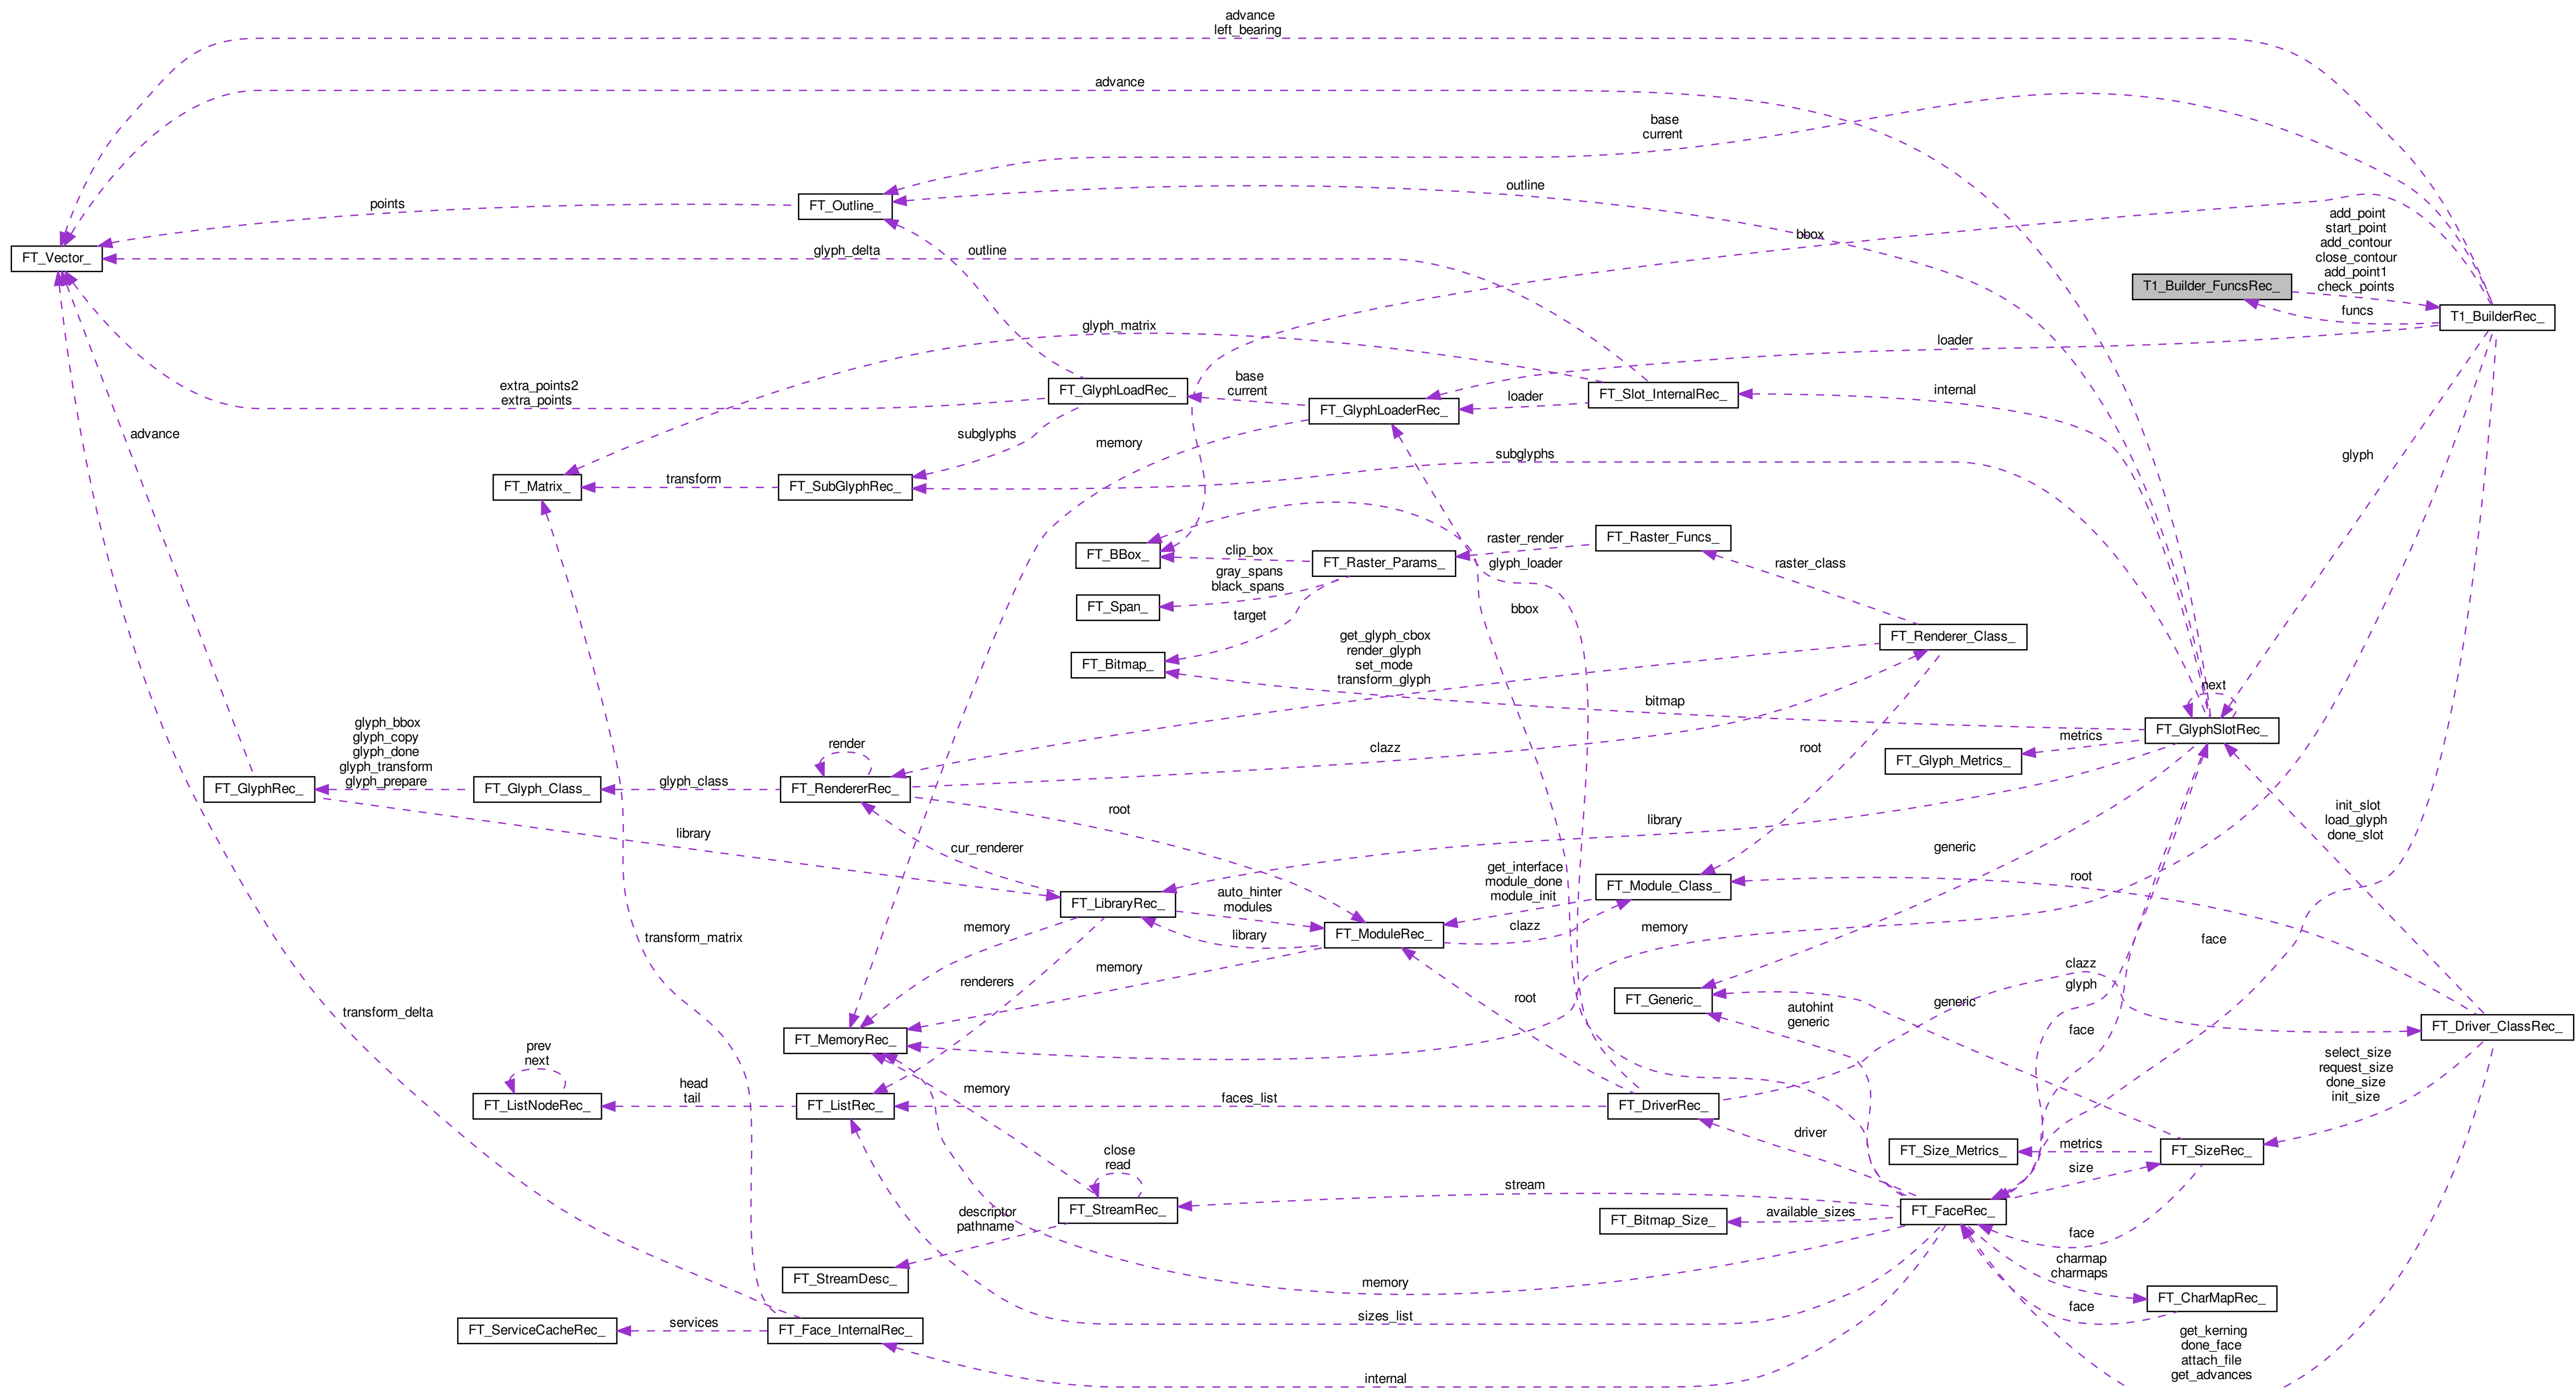 advance
left_bearing
advance
base
current
outline
points
FT_Outline_
bbox
add_point
start_point
add_contour
close_contour
add_point1
check_points
FT_Vector_
glyph_delta
outline
T1_Builder_FuncsRec_
funcs
T1_BuilderRec_
glyph_matrix
loader
extra_points2
extra_points
FT_GlyphLoadRec_
base
current
FT_GlyphLoaderRec_
loader
FT_Slot_InternalRec_
internal
advance
subglyphs
memory
subglyphs
glyph
FT_Matrix_
transform
FT_SubGlyphRec_
FT_BBox_
clip_box
FT_Raster_Params_
raster_render
glyph_loader
FT_Raster_Funcs_
raster_class
gray_spans
black_spans
FT_Span_
target
bbox
FT_Bitmap_
get_glyph_cbox
render_glyph
set_mode
transform_glyph
FT_Renderer_Class_
bitmap
next
FT_GlyphSlotRec_
metrics
FT_Glyph_Metrics_
glyph_bbox
glyph_copy
glyph_done
glyph_transform
glyph_prepare
render
clazz
root
FT_GlyphRec_
FT_Glyph_Class_
glyph_class
FT_RendererRec_
root
library
library
init_slot
load_glyph
done_slot
cur_renderer
generic
get_interface
module_done
module_init
FT_Module_Class_
root
FT_LibraryRec_
auto_hinter
modules
transform_matrix
memory
library
FT_ModuleRec_
clazz
memory
face
memory
renderers
root
clazz
glyph
FT_Generic_
generic
autohint
generic
transform_delta
FT_MemoryRec_
face
FT_Driver_ClassRec_
prev
next
memory
select_size
request_size
done_size
init_size
FT_ListNodeRec_
head
tail
FT_ListRec_
faces_list
FT_DriverRec_
driver
close
read
FT_Size_Metrics_
metrics
FT_SizeRec_
size
stream
FT_StreamRec_
descriptor
pathname
FT_Bitmap_Size_
available_sizes
FT_FaceRec_
face
FT_StreamDesc_
memory
charmap
charmaps
FT_CharMapRec_
face
sizes_list
FT_ServiceCacheRec_
services
FT_Face_InternalRec_
get_kerning
done_face
attach_file
get_advances
internal